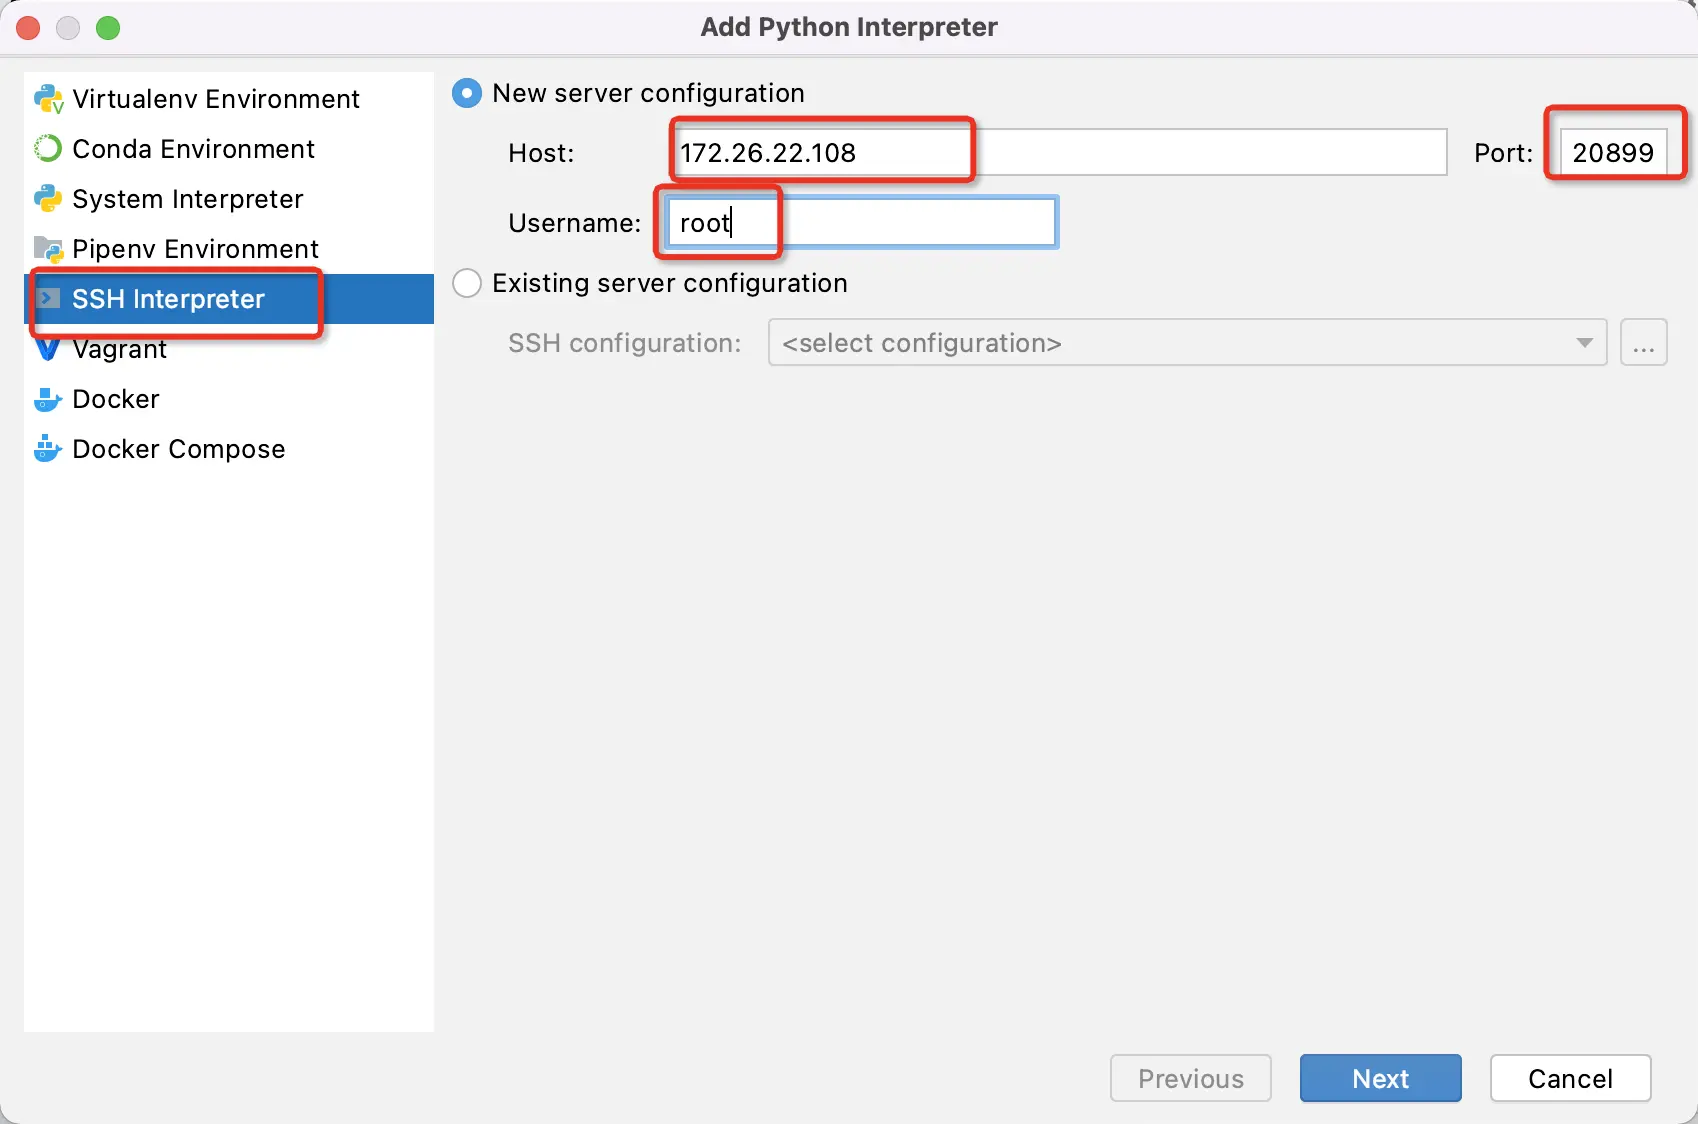 Add Python Interpreter
Virtualenv Environment
Conda Environment
System Interpreter
Pipenv Environment
SSH Interpreter
Vagrant
Docker
Docker Compose
New server configuration
Host: 172.26.22.108 Port: 20899
Username: root
Existing server configuration
SSH configuration: <select configuration> ...
Previous Next Cancel